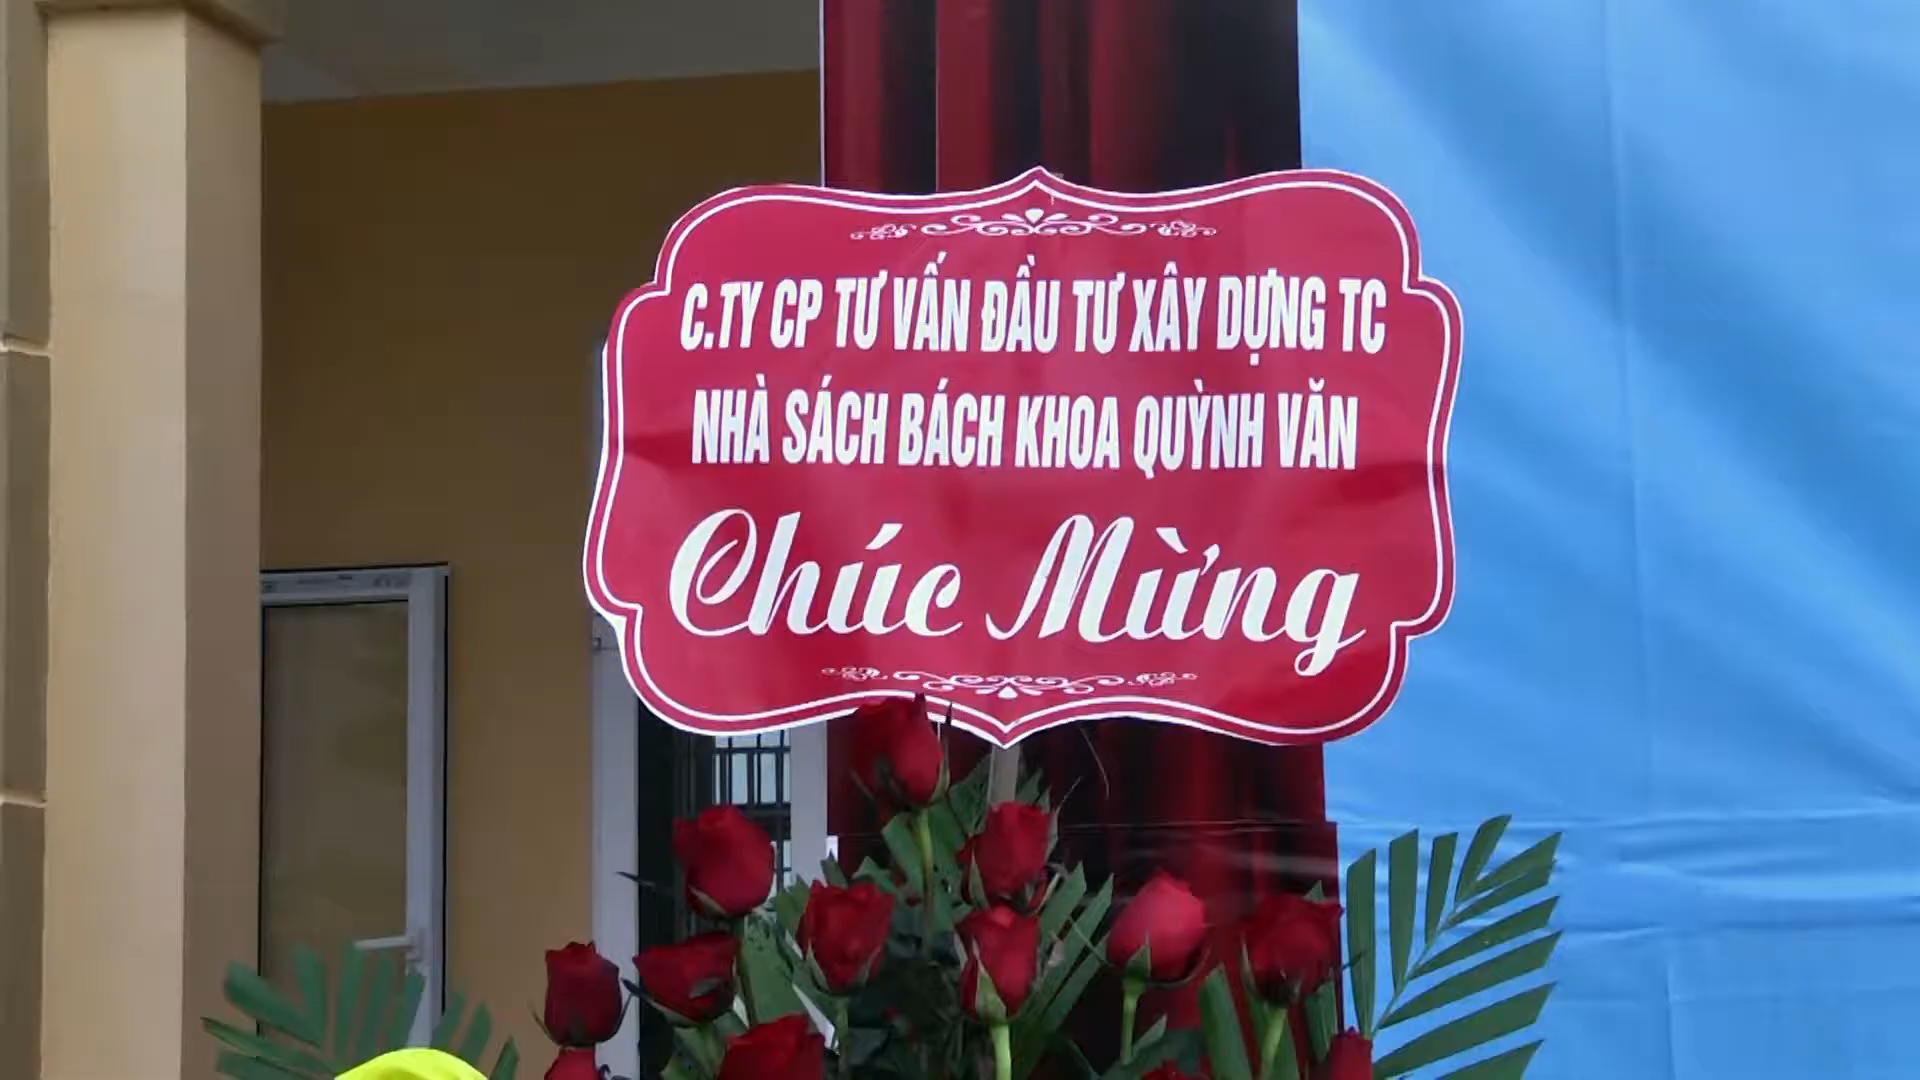 C.TY CP TƯ VẤN ĐẦU TƯ XÂY DỰNG TC
NHÀ SÁCH BÁCH KHOA QUỲNH VĂN
Chúc Mừng